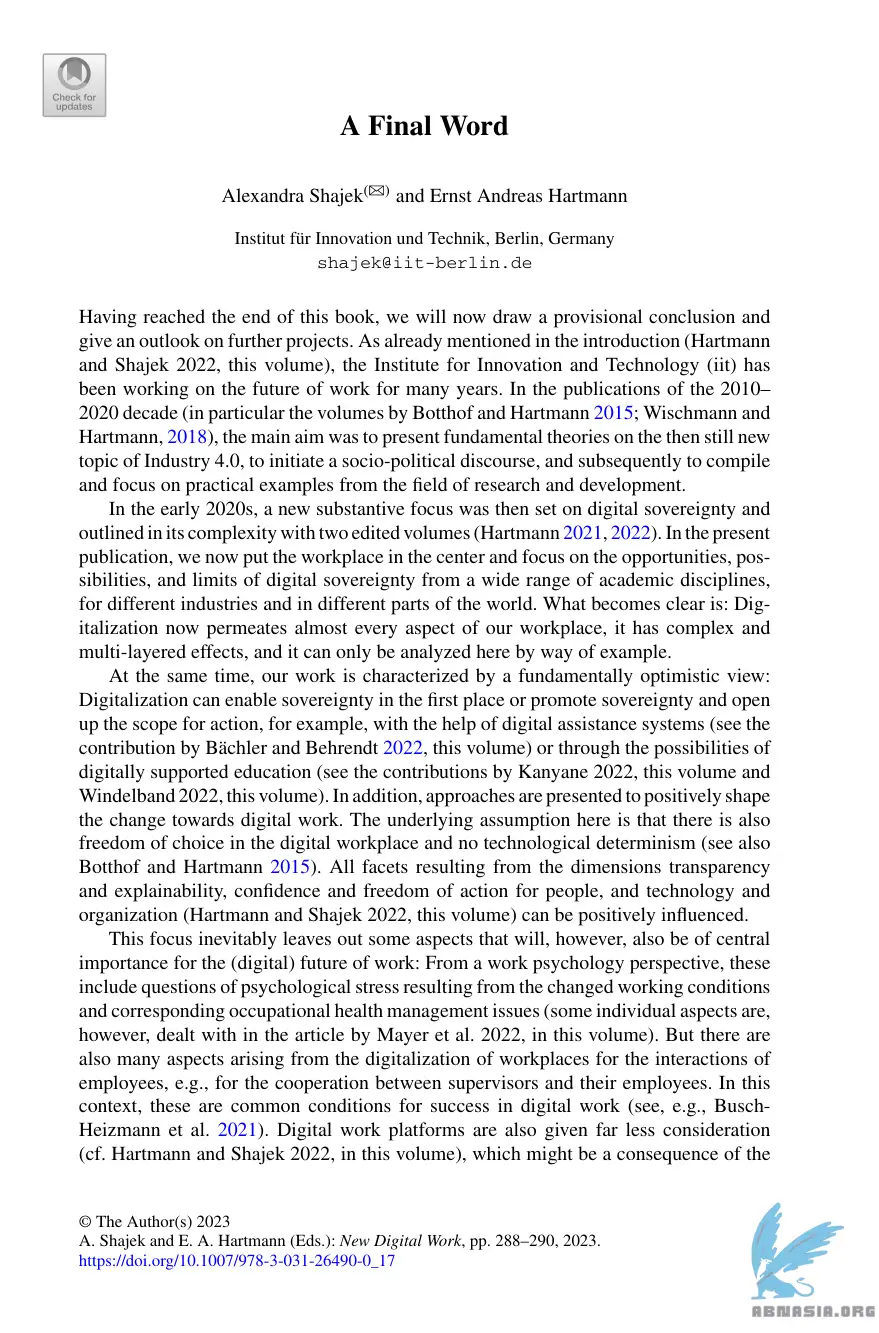 Check for
updates
A Final Word
Alexandra Shajek(✉) and Ernst Andreas Hartmann
Institut für Innovation und Technik, Berlin, Germany
shajek@iit-berlin.de
Having reached the end of this book, we will now draw a provisional conclusion and
give an outlook on further projects. As already mentioned in the introduction (Hartmann
and Shajek 2022, this volume), the Institute for Innovation and Technology (iit) has
been working on the future of work for many years. In the publications of the 2010–
2020 decade (in particular the volumes by Botthof and Hartmann 2015; Wischmann and
Hartmann, 2018), the main aim was to present fundamental theories on the then still new
topic of Industry 4.0, to initiate a socio-political discourse, and subsequently to compile
and focus on practical examples from the field of research and development.
In the early 2020s, a new substantive focus was then set on digital sovereignty and
outlined in its complexity with two edited volumes (Hartmann 2021, 2022). In the present
publication, we now put the workplace in the center and focus on the opportunities, pos-
sibilities, and limits of digital sovereignty from a wide range of academic disciplines,
for different industries and in different parts of the world. What becomes clear is: Dig-
italization now permeates almost every aspect of our workplace, it has complex and
multi-layered effects, and it can only be analyzed here by way of example.
At the same time, our work is characterized by a fundamentally optimistic view:
Digitalization can enable sovereignty in the first place or promote sovereignty and open
up the scope for action, for example, with the help of digital assistance systems (see the
contribution by Bächler and Behrendt 2022, this volume) or through the possibilities of
digitally supported education (see the contributions by Kanyane 2022, this volume and
Windelband 2022, this volume). In addition, approaches are presented to positively shape
the change towards digital work. The underlying assumption here is that there is also
freedom of choice in the digital workplace and no technological determinism (see also
Botthof and Hartmann 2015). All facets resulting from the dimensions transparency
and explainability, confidence and freedom of action for people, and technology and
organization (Hartmann and Shajek 2022, this volume) can be positively influenced.
This focus inevitably leaves out some aspects that will, however, also be of central
importance for the (digital) future of work: From a work psychology perspective, these
include questions of psychological stress resulting from the changed working conditions
and corresponding occupational health management issues (some individual aspects are,
however, dealt with in the article by Mayer et al. 2022, in this volume). But there are
also many aspects arising from the digitalization of workplaces for the interactions of
employees, e.g., for the cooperation between supervisors and their employees. In this
context, these are common conditions for success in digital work (see, e.g., Busch-
Heizmann et al. 2021). Digital work platforms are also given far less consideration
(cf. Hartmann and Shajek 2022, in this volume), which might be a consequence of the
© The Author(s) 2023
A. Shajek and E. A. Hartmann (Eds.): New Digital Work, pp. 288–290, 2023.
https://doi.org/10.1007/978-3-031-26490-0_17
ABNASIA.ORG